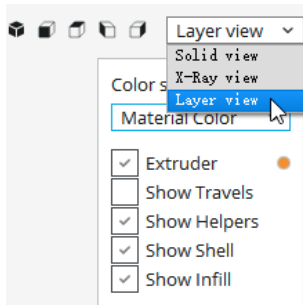 Layer view
Solid view
X-Ray view
Layer view
Color s
Material Color
Extruder
Show Travels
Show Helpers
Show Shell
Show Infill